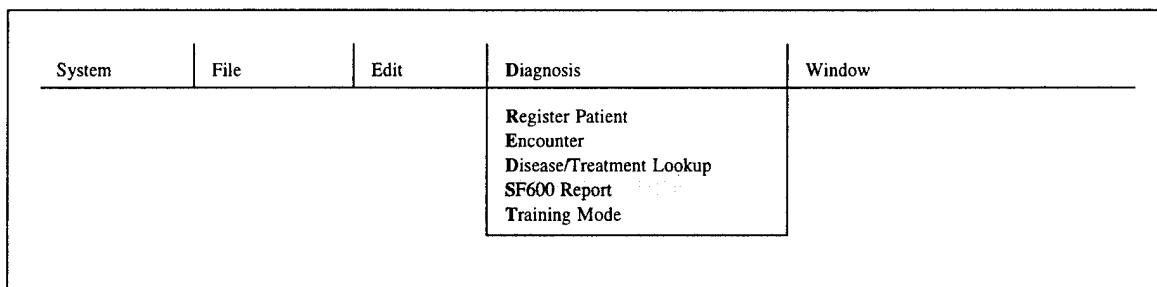 System File Edit Diagnosis Window
Register Patient
Encounter
Disease/Treatment Lookup
SF600 Report
Training Mode